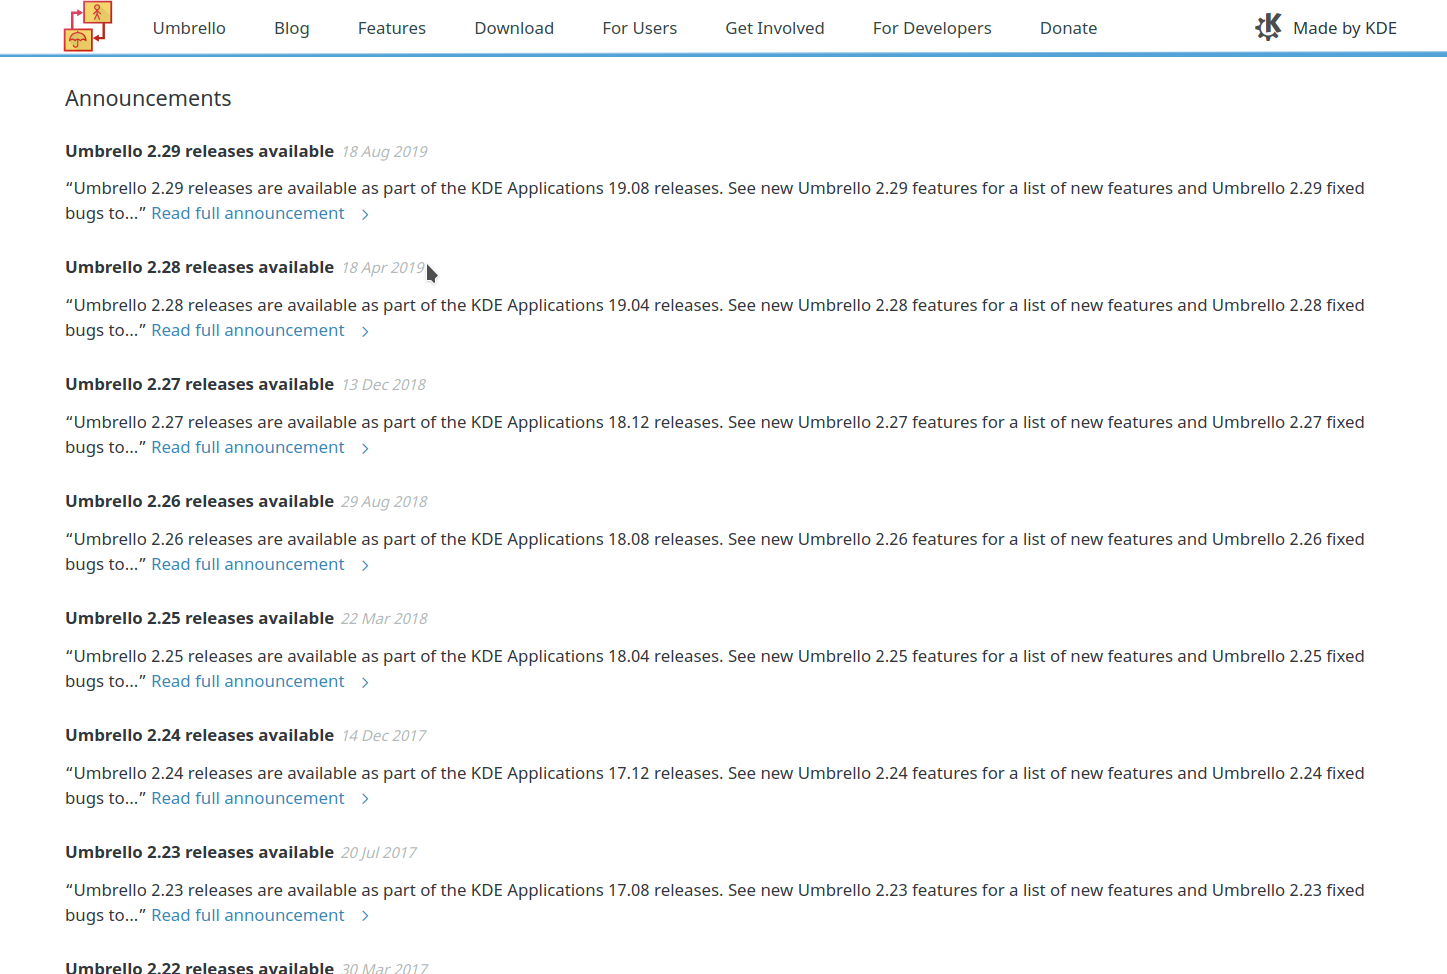 Umbrello Blog Features Download For Users Get Involved For Developers Donate Made by KDE
Announcements
Umbrello 2.29 releases available 18 Aug 2019
“Umbrello 2.29 releases are available as part of the KDE Applications 19.08 releases. See new Umbrello 2.29 features for a list of new features and Umbrello 2.29 fixed
bugs to...” Read full announcement
Umbrello 2.28 releases available 18 Apr 2019
“Umbrello 2.28 releases are available as part of the KDE Applications 19.04 releases. See new Umbrello 2.28 features for a list of new features and Umbrello 2.28 fixed
bugs to...” Read full announcement
Umbrello 2.27 releases available 13 Dec 2018
“Umbrello 2.27 releases are available as part of the KDE Applications 18.12 releases. See new Umbrello 2.27 features for a list of new features and Umbrello 2.27 fixed
bugs to...” Read full announcement
Umbrello 2.26 releases available 29 Aug 2018
“Umbrello 2.26 releases are available as part of the KDE Applications 18.08 releases. See new Umbrello 2.26 features for a list of new features and Umbrello 2.26 fixed
bugs to...” Read full announcement
Umbrello 2.25 releases available 22 Mar 2018
“Umbrello 2.25 releases are available as part of the KDE Applications 18.04 releases. See new Umbrello 2.25 features for a list of new features and Umbrello 2.25 fixed
bugs to...” Read full announcement
Umbrello 2.24 releases available 14 Dec 2017
“Umbrello 2.24 releases are available as part of the KDE Applications 17.12 releases. See new Umbrello 2.24 features for a list of new features and Umbrello 2.24 fixed
bugs to...” Read full announcement
Umbrello 2.23 releases available 20 Jul 2017
“Umbrello 2.23 releases are available as part of the KDE Applications 17.08 releases. See new Umbrello 2.23 features for a list of new features and Umbrello 2.23 fixed
bugs to...” Read full announcement
Umbrello 2.22 releases available 30 Mar 2017